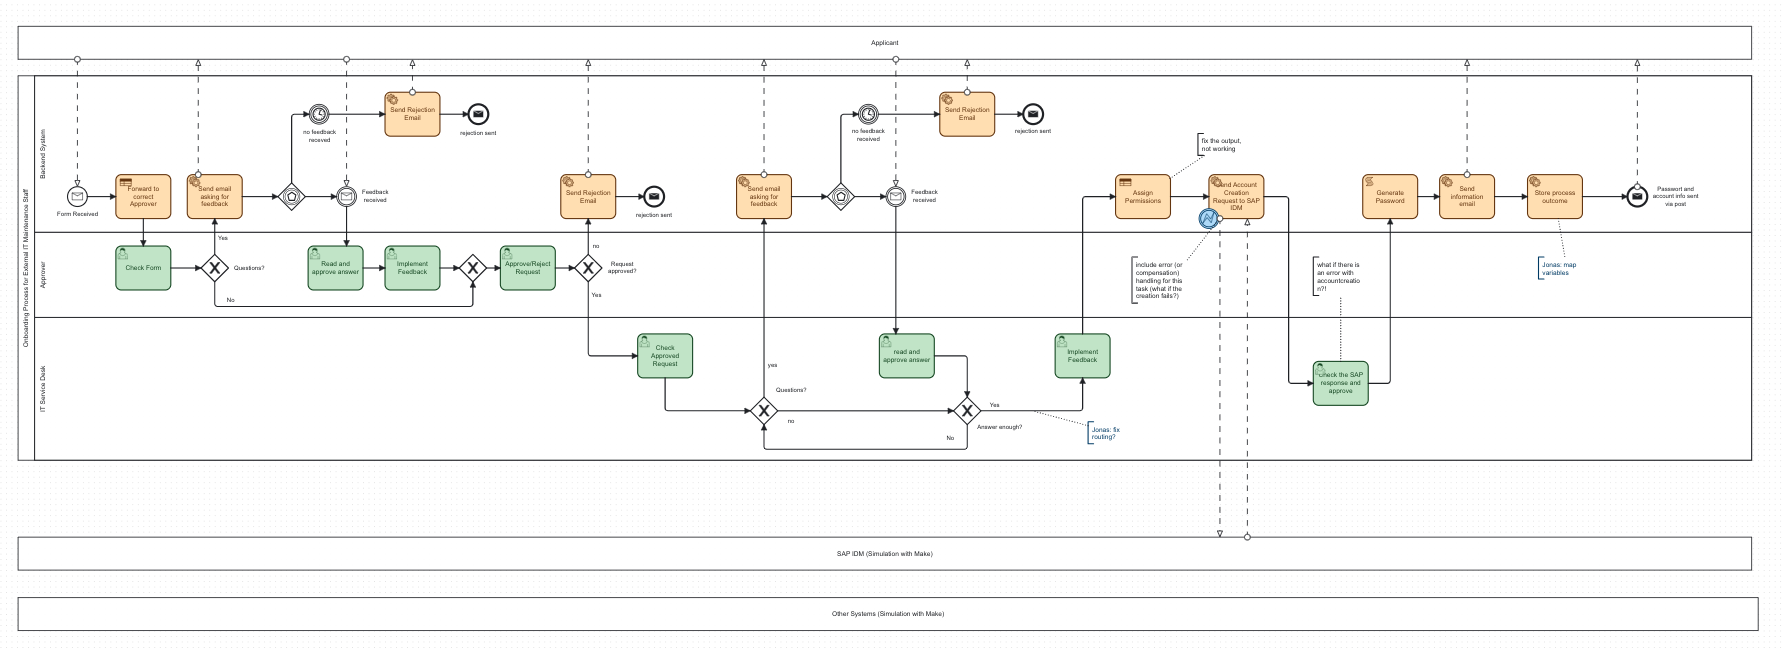 Applicant
Onboarding Process for External IT Maintenance Staff
Backend System
Send Rejection
Email
no feedback
receved
rejection sent
Send Rejection
Email
no feedback
received
rejection sent
fix the output,
not working
Form Received
Forward to
correct
Approver
Send email
asking for
feedback
Feedback
received
Send Rejection
Email
rejection sent
Send email
asking for
feedback
Feedback
received
Assign
Permissions
Send Account
Creation
Request to SAP
IDM
Generate
Password
Send
information
email
Store process
outcome
Passwort and
account info sent
via post
Approver
Check Form
Yes
Questions?
No
Read and
approve answer
Implement
Feedback
Approve/Reject
Request
no
Request
approved?
Yes
include error (or
compensation)
handling for this
task (what if the
creation fails?)
what if there is
an error with
accountcreatio
n?!
Jonas: map
variables
IT Service Desk
Check
Approved
Request
yes
Questions?
no
read and
approve answer
Yes
Answer enough?
No
Implement
Feedback
Jonas: fix
routing?
Check the SAP
response and
approve
SAP IDM (Simulation with Make)
Other Systems (Simulation with Make)